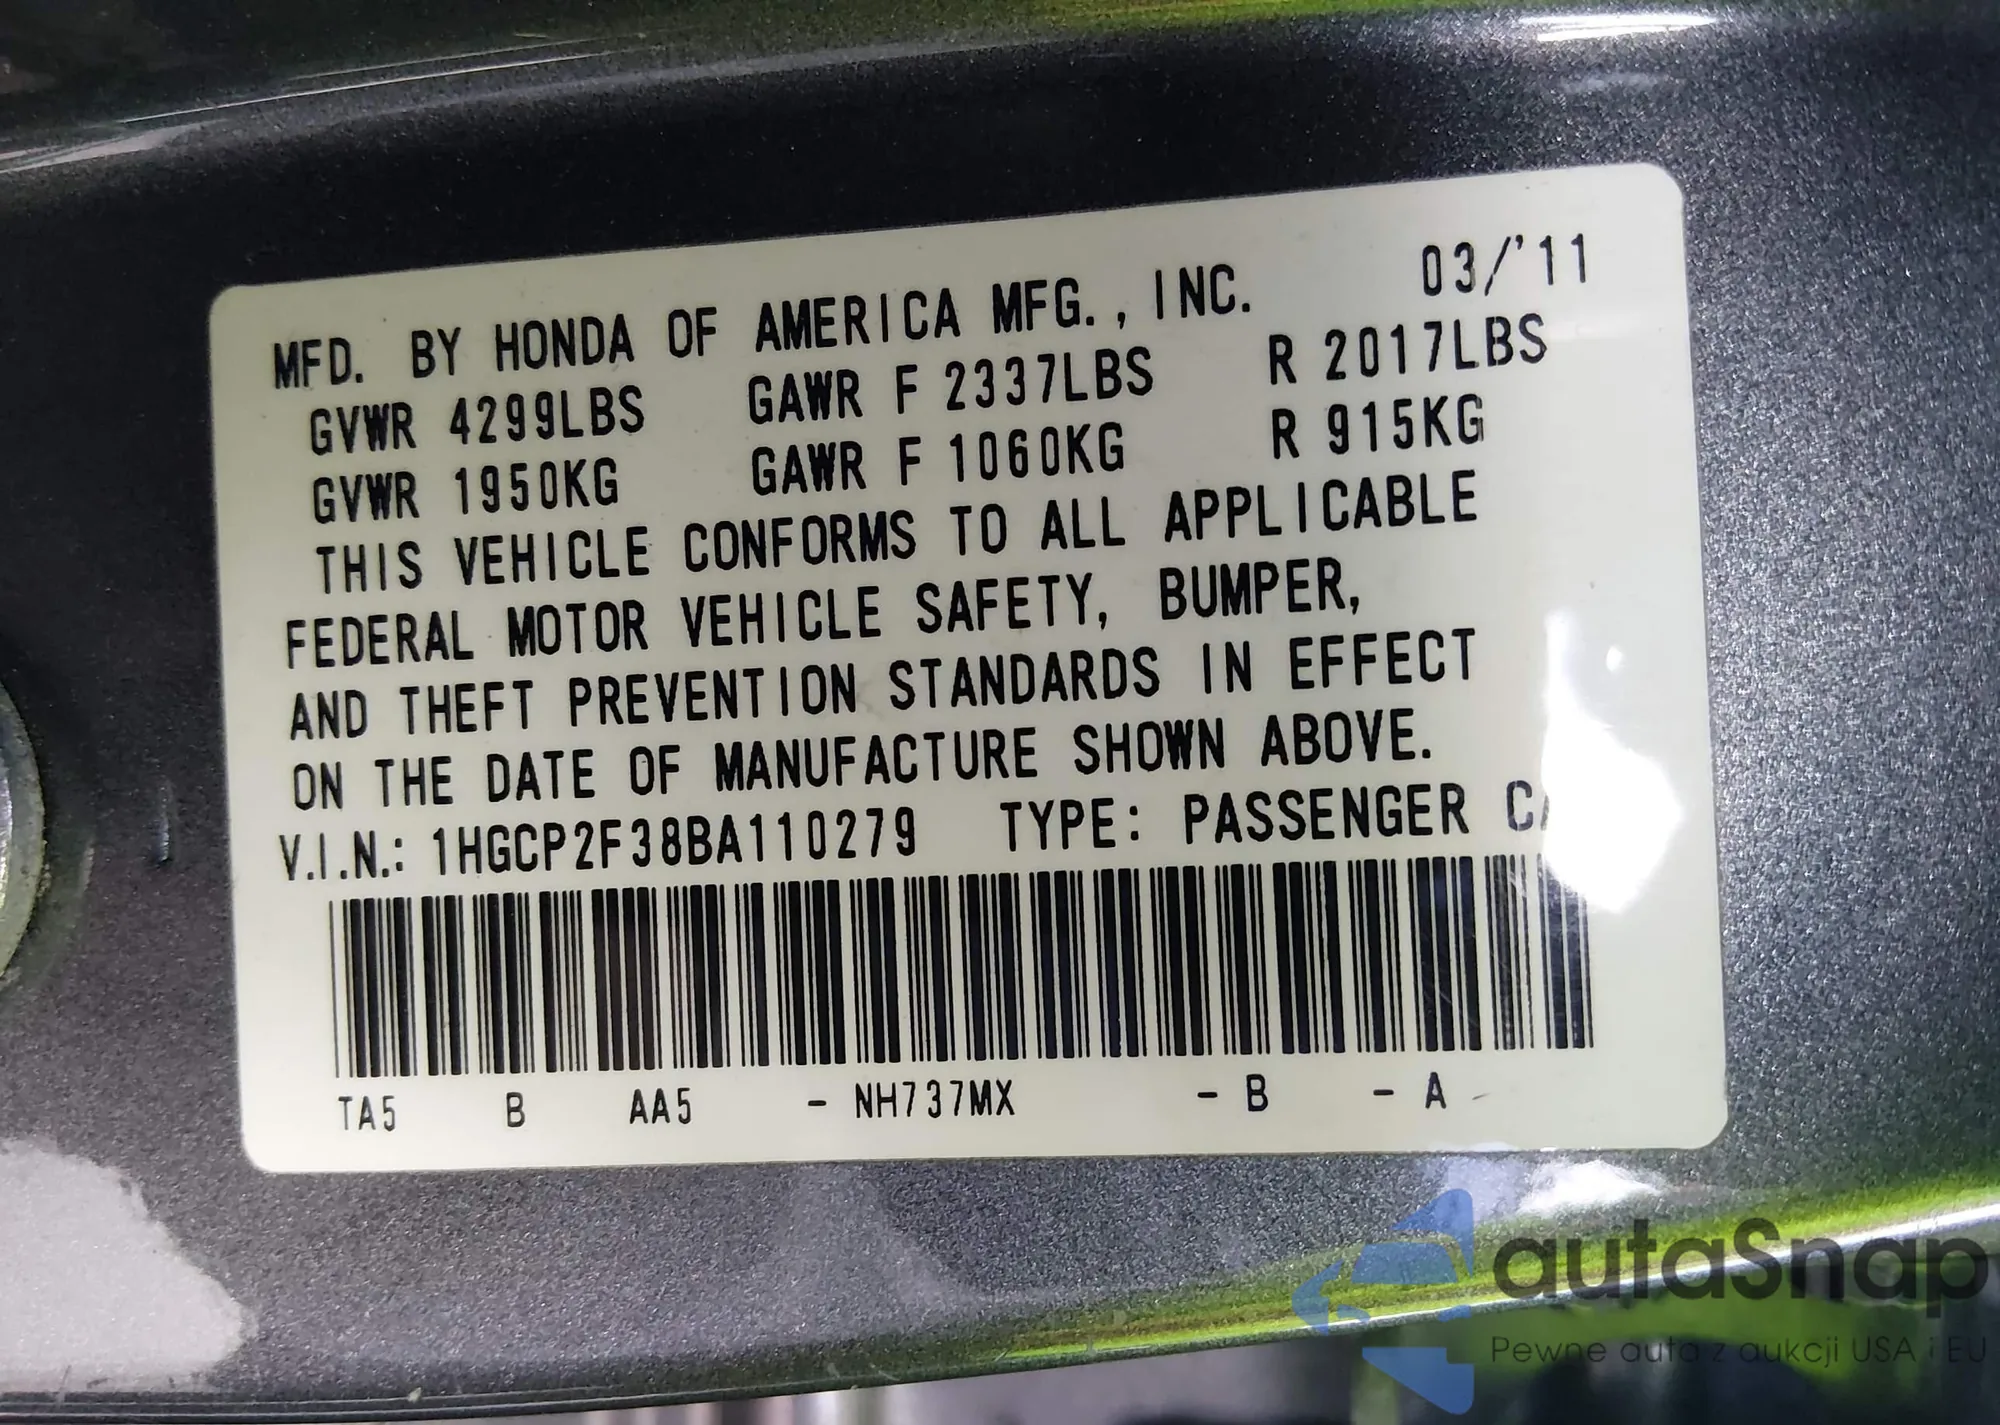 MFD. BY HONDA OF AMERICA MFG., INC. 03/'11
GVWR 4299LBS GAWR F 2337LBS R 2017LBS
GVWR 1950KG GAWR F 1060KG R 915KG
THIS VEHICLE CONFORMS TO ALL APPLICABLE
FEDERAL MOTOR VEHICLE SAFETY, BUMPER,
AND THEFT PREVENTION STANDARDS IN EFFECT
ON THE DATE OF MANUFACTURE SHOWN ABOVE.
V.I.N.: 1HGCP2F38BA110279 TYPE: PASSENGER
TA5 B AA5 - NH737MX - B - A -
autaSnap
Pewne auta z aukcji USA i EU